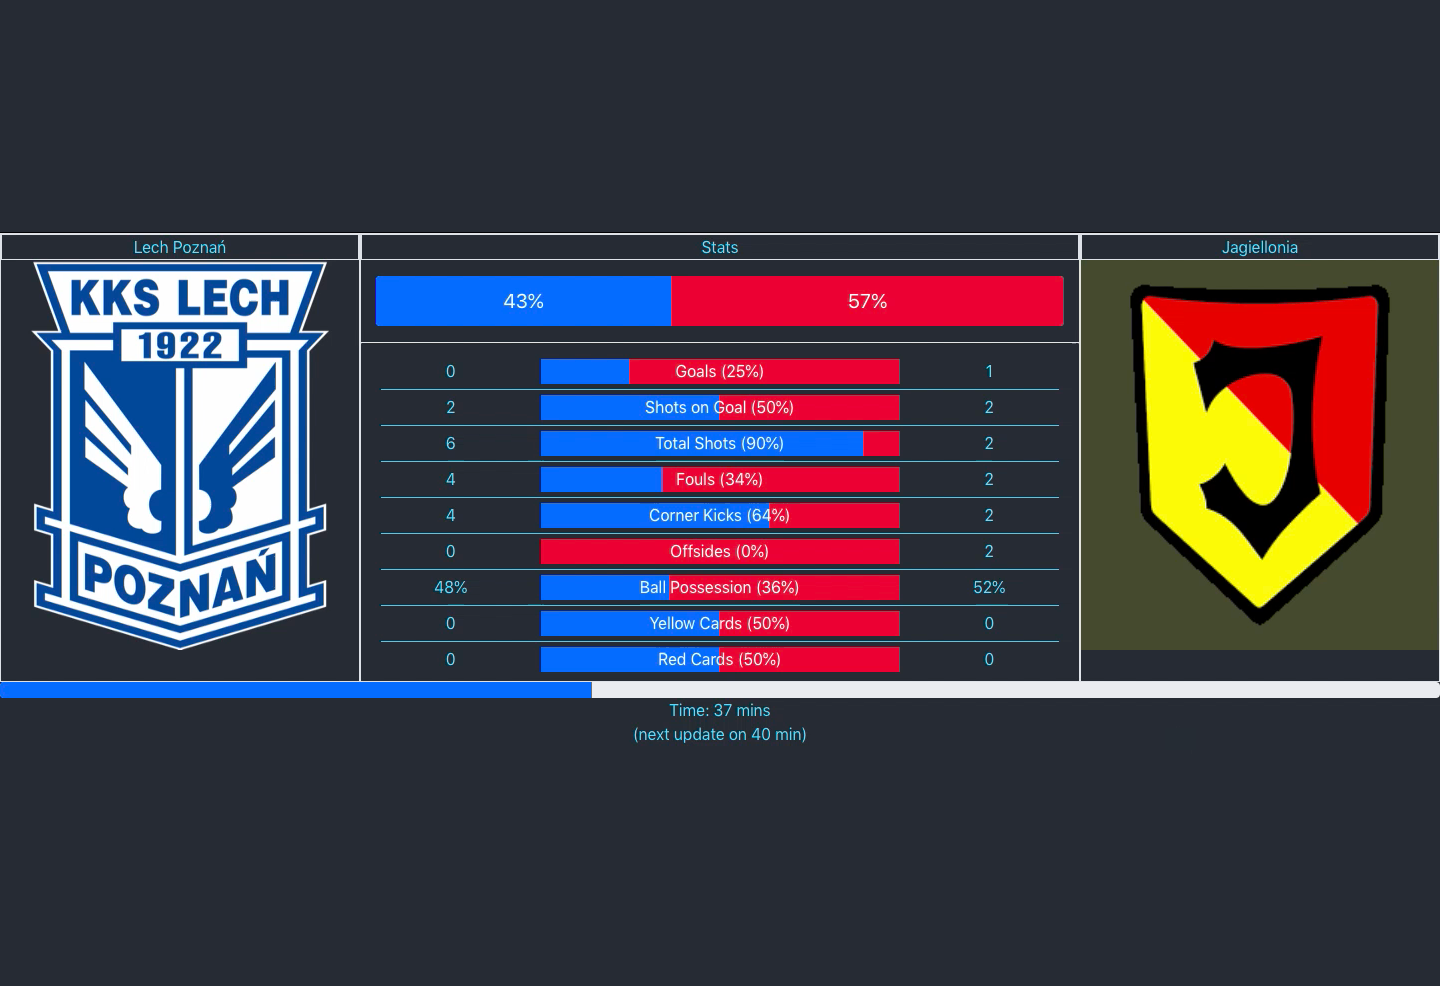 Lech Poznań
Stats
Jagiellonia
KKS LECH
1922
POZNAŃ
43% 57%
0 Goals (25%) 1
2 Shots on Goal (50%) 2
6 Total Shots (90%) 2
4 Fouls (34%) 2
4 Corner Kicks (64%) 2
0 Offsides (0%) 2
48% Ball Possession (36%) 52%
0 Yellow Cards (50%) 0
0 Red Cards (50%) 0
J
Time: 37 mins
(next update on 40 min)